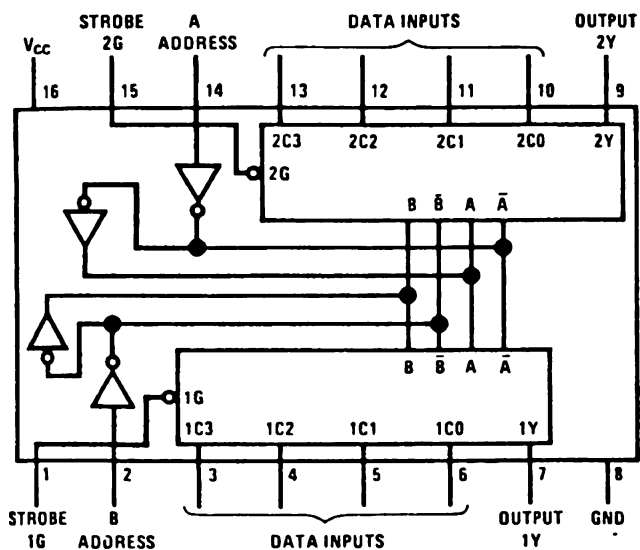 STROBE A DATA INPUTS OUTPUT
2G ADDRESS 2Y
VCC
16 15 14 13 12 11 10 9
2C3 2C2 2C1 2C0 2Y
2G
B B̄ A Ā
B B̄ A Ā
1G
1C3 1C2 1C1 1C0 1Y
1 2 3 4 5 6 7 8
STROBE B DATA INPUTS OUTPUT GND
1G ADDRESS 1Y